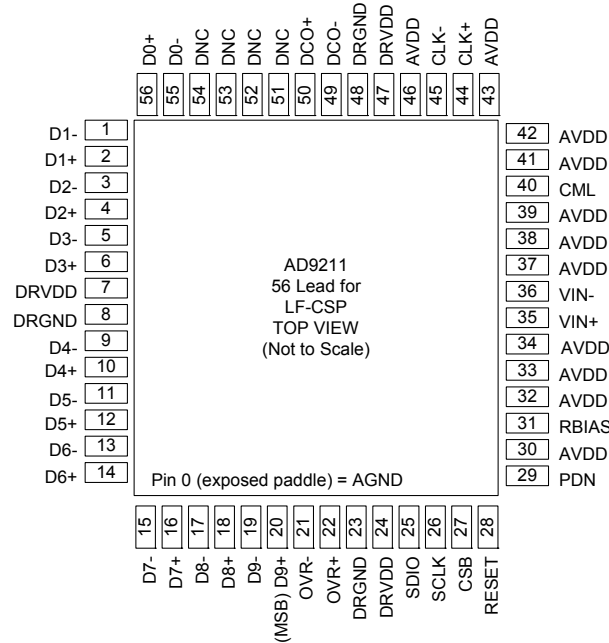 D0+
D0-
DNC
DNC
DNC
DNC
DCO+
DCO-
DRGND
DRVDD
AVDD
CLK-
CLK+
AVDD
56
55
54
53
52
51
50
49
48
47
46
45
44
43
D1- 1
D1+ 2
D2- 3
D2+ 4
D3- 5
D3+ 6
DRVDD 7
DRGND 8
D4- 9
D4+ 10
D5- 11
D5+ 12
D6- 13
D6+ 14
AD9211
56 Lead for
LF-CSP
TOP VIEW
(Not to Scale)
Pin 0 (exposed paddle) = AGND
42 AVDD
41 AVDD
40 CML
39 AVDD
38 AVDD
37 AVDD
36 VIN-
35 VIN+
34 AVDD
33 AVDD
32 AVDD
31 RBIAS
30 AVDD
29 PDN
15
16
17
18
19
20
21
22
23
24
25
26
27
28
D7-
D7+
D8-
D8+
D9-
(MSB) D9+
OVR-
OVR+
DRGND
DRVDD
SDIO
SCLK
CSB
RESET